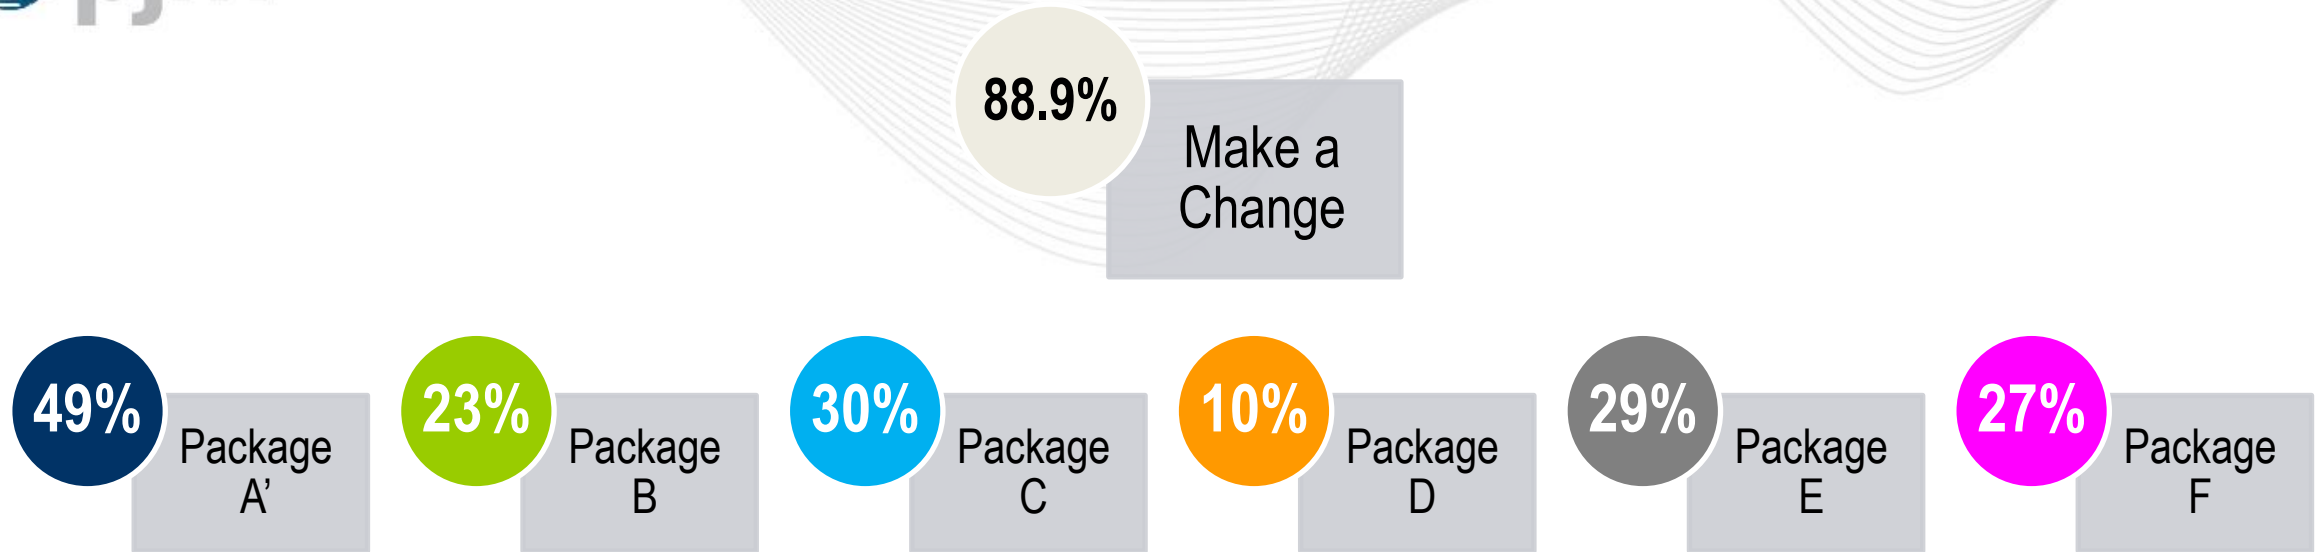 88.9%
Make a
Change
49%
Package
A’
23%
Package
B
30%
Package
C
10%
Package
D
29%
Package
E
27%
Package
F